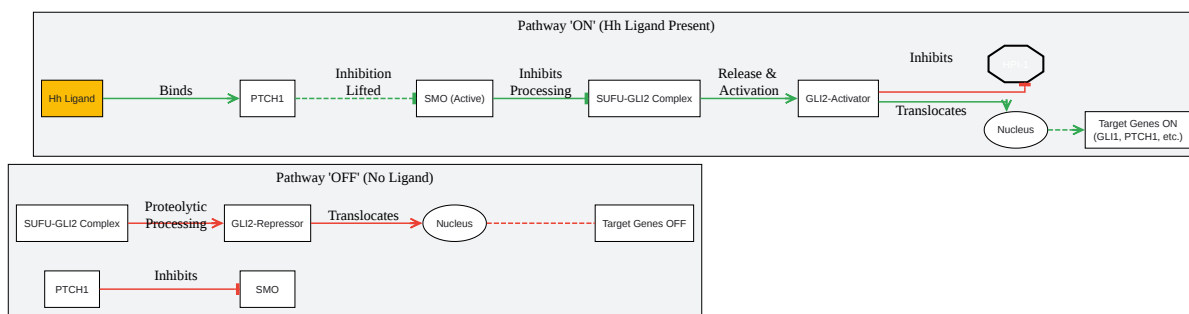 Pathway 'ON' (Hh Ligand Present)
Hh Ligand
Binds
PTCH1
Inhibition
Lifted
SMO (Active)
Inhibits
Processing
SUFU-GLI2 Complex
Release &
Activation
GLI2-Activator
Inhibits
Translocates
Nucleus
Target Genes ON
(GLI1, PTCH1, etc.)
Pathway 'OFF' (No Ligand)
SUFU-GLI2 Complex
Proteolytic
Processing
GLI2-Repressor
Translocates
Nucleus
Target Genes OFF
PTCH1
Inhibits
SMO